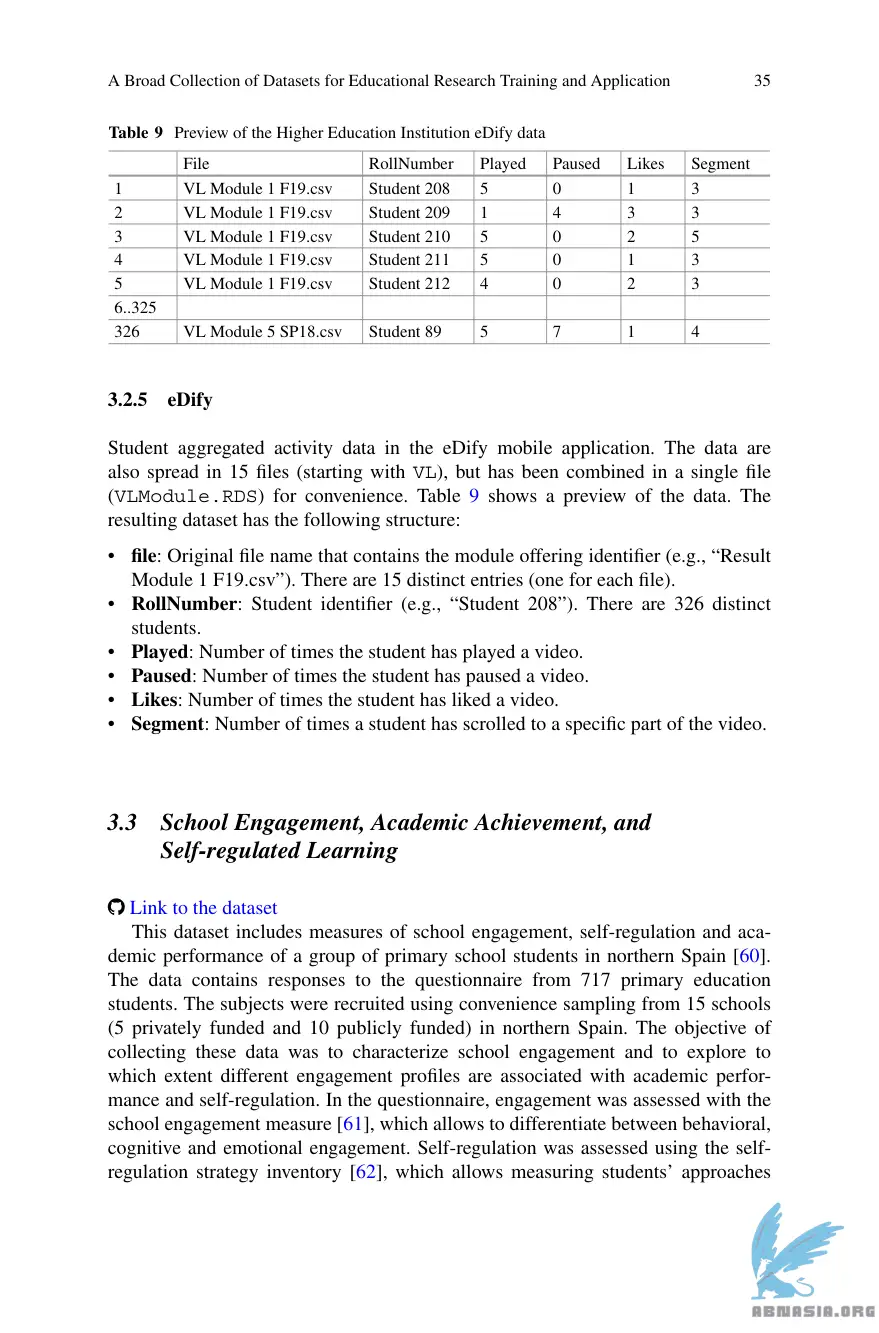 A Broad Collection of Datasets for Educational Research Training and Application 35
Table 9 Preview of the Higher Education Institution eDify data
File RollNumber Played Paused Likes Segment
1 VL Module 1 F19.csv Student 208 5 0 1 3
2 VL Module 1 F19.csv Student 209 1 4 3 3
3 VL Module 1 F19.csv Student 210 5 0 2 5
4 VL Module 1 F19.csv Student 211 5 0 1 3
5 VL Module 1 F19.csv Student 212 4 0 2 3
6..325
326 VL Module 5 SP18.csv Student 89 5 7 1 4
3.2.5 eDify
Student aggregated activity data in the eDify mobile application. The data are
also spread in 15 files (starting with VL), but has been combined in a single file
(VLModule.RDS) for convenience. Table 9 shows a preview of the data. The
resulting dataset has the following structure:
• file: Original file name that contains the module offering identifier (e.g., “Result
Module 1 F19.csv”). There are 15 distinct entries (one for each file).
• RollNumber: Student identifier (e.g., “Student 208”). There are 326 distinct
students.
• Played: Number of times the student has played a video.
• Paused: Number of times the student has paused a video.
• Likes: Number of times the student has liked a video.
• Segment: Number of times a student has scrolled to a specific part of the video.
3.3 School Engagement, Academic Achievement, and
Self-regulated Learning
Link to the dataset
This dataset includes measures of school engagement, self-regulation and aca-
demic performance of a group of primary school students in northern Spain [60].
The data contains responses to the questionnaire from 717 primary education
students. The subjects were recruited using convenience sampling from 15 schools
(5 privately funded and 10 publicly funded) in northern Spain. The objective of
collecting these data was to characterize school engagement and to explore to
which extent different engagement profiles are associated with academic perfor-
mance and self-regulation. In the questionnaire, engagement was assessed with the
school engagement measure [61], which allows to differentiate between behavioral,
cognitive and emotional engagement. Self-regulation was assessed using the self-
regulation strategy inventory [62], which allows measuring students’ approaches
ABNASIA.ORG